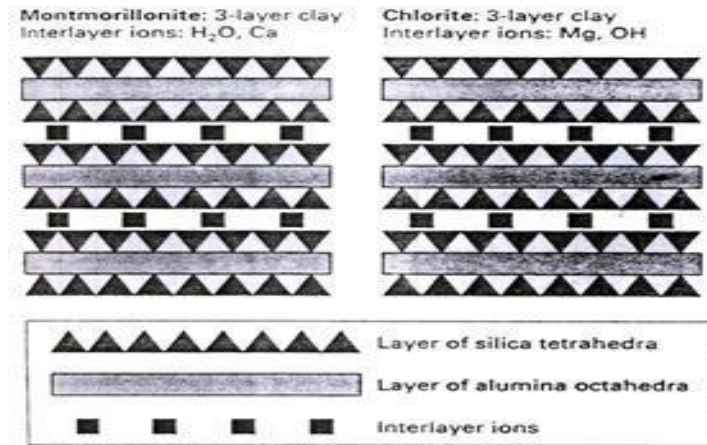 Montmorillonite: 3-layer clay
Interlayer ions: H₂O, Ca
Chlorite: 3-layer clay
Interlayer ions: Mg, OH
Layer of silica tetrahedra
Layer of alumina octahedra
Interlayer ions